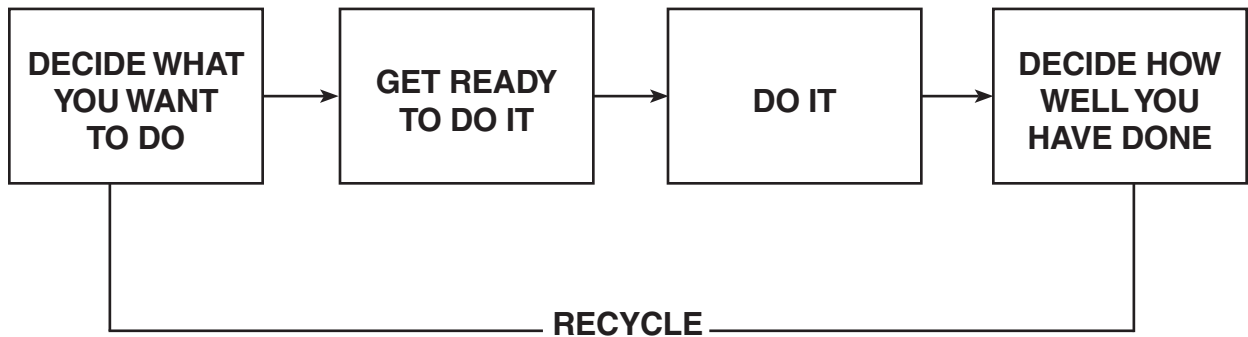 DECIDE WHAT
YOU WANT
TO DO
GET READY
TO DO IT
DO IT
DECIDE HOW
WELL YOU
HAVE DONE
RECYCLE